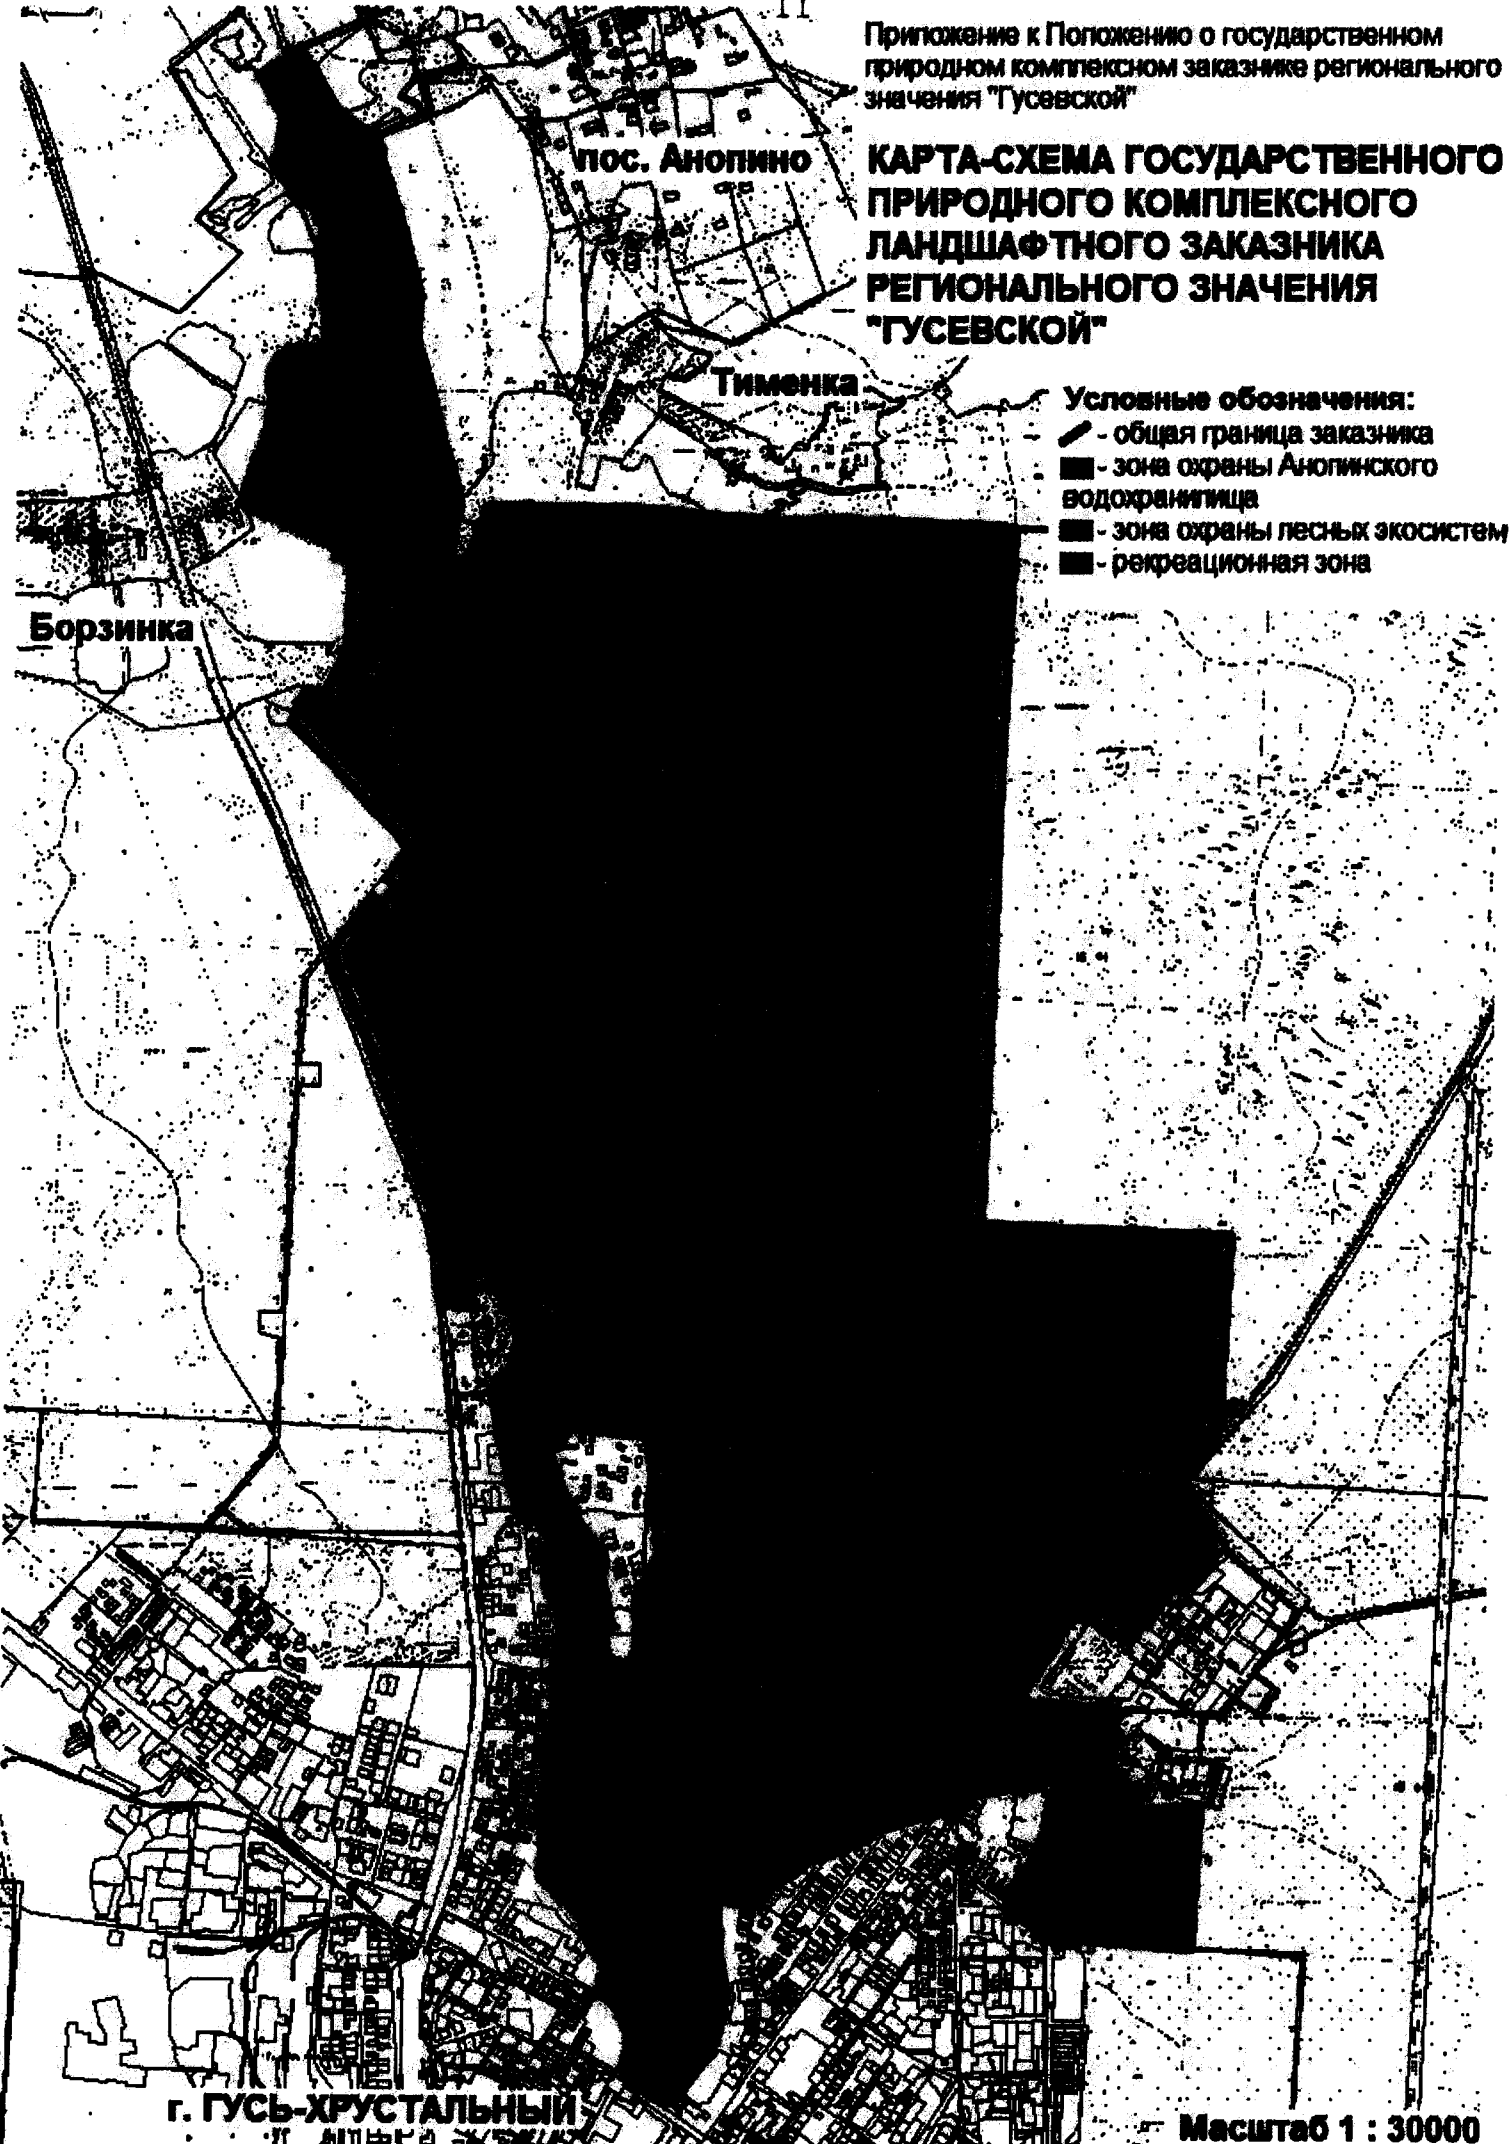 11
Приложение к Положению о государственном
природном комплексном заказнике регионального
значения "Гусевской"
КАРТА-СХЕМА ГОСУДАРСТВЕННОГО
ПРИРОДНОГО КОМПЛЕКСНОГО
ЛАНДШАФТНОГО ЗАКАЗНИКА
РЕГИОНАЛЬНОГО ЗНАЧЕНИЯ
"ГУСЕВСКОЙ"
пос. Анопино
Тименка
Условные обозначения:
- общая граница заказника
- зона охраны Анопинского
водохранилища
- зона охраны лесных экосистем
- рекреационная зона
Борзинка
г. ГУСЬ-ХРУСТАЛЬНЫЙ
Масштаб 1 : 30000